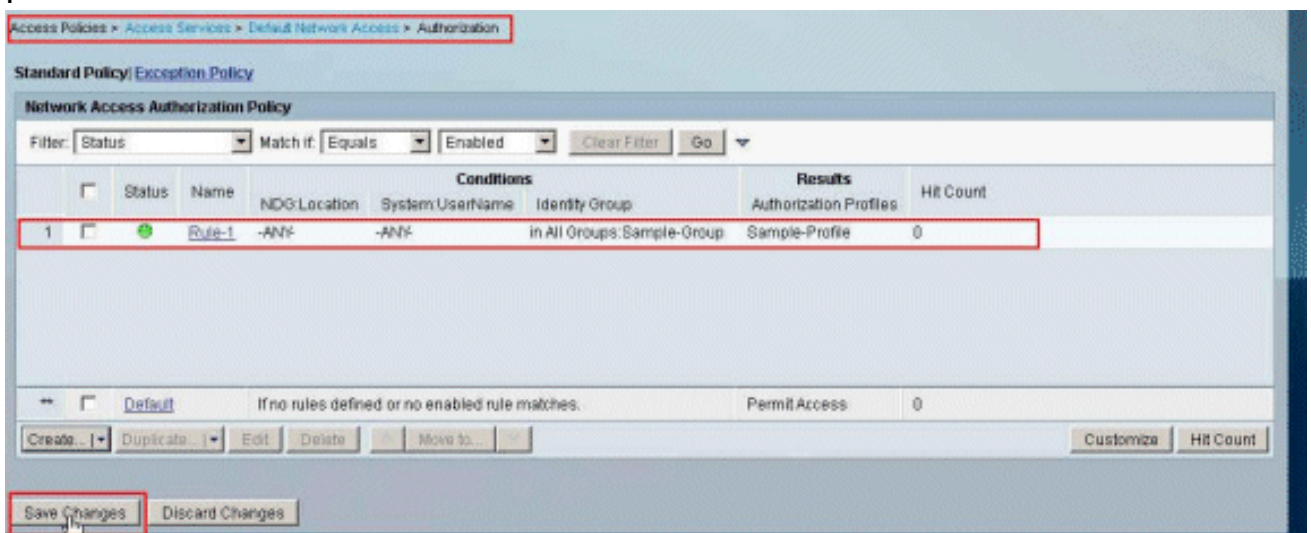 Access Policies > Access Services > Default Network Access > Authorization
Standard Policy| Exception Policy
Network Access Authorization Policy
Filter: Status Match if: Equals Enabled Clear Filter Go
Status Name Conditions Results Hit Count
NDG:Location System:UserName Identity Group Authorization Profiles
1 Rule-1 -ANY- -ANY- in All Groups:Sample-Group Sample-Profile 0
** Default If no rules defined or no enabled rule matches. Permit Access 0
Create... | Duplicate... | Edit Delete Move to... Customize Hit Count
Save Changes Discard Changes